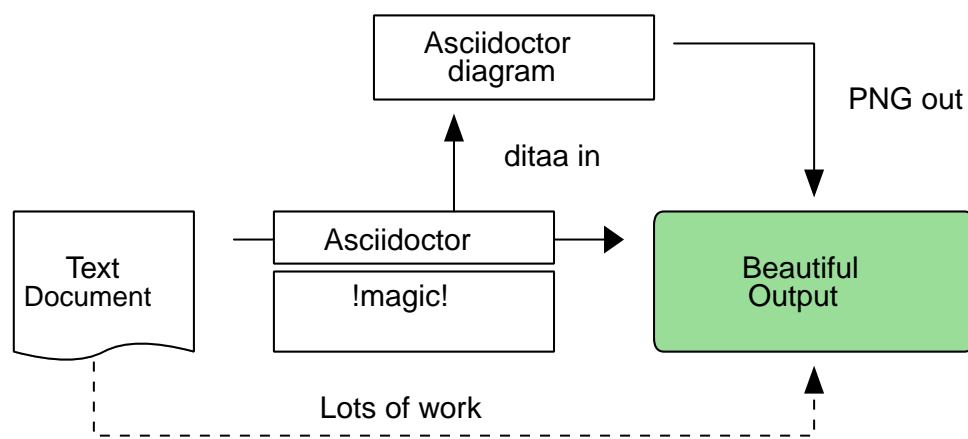 Asciidoctor
diagram
PNG out
ditaa in
Asciidoctor
Text
Document
!magic!
Beautiful
Output
Lots of work